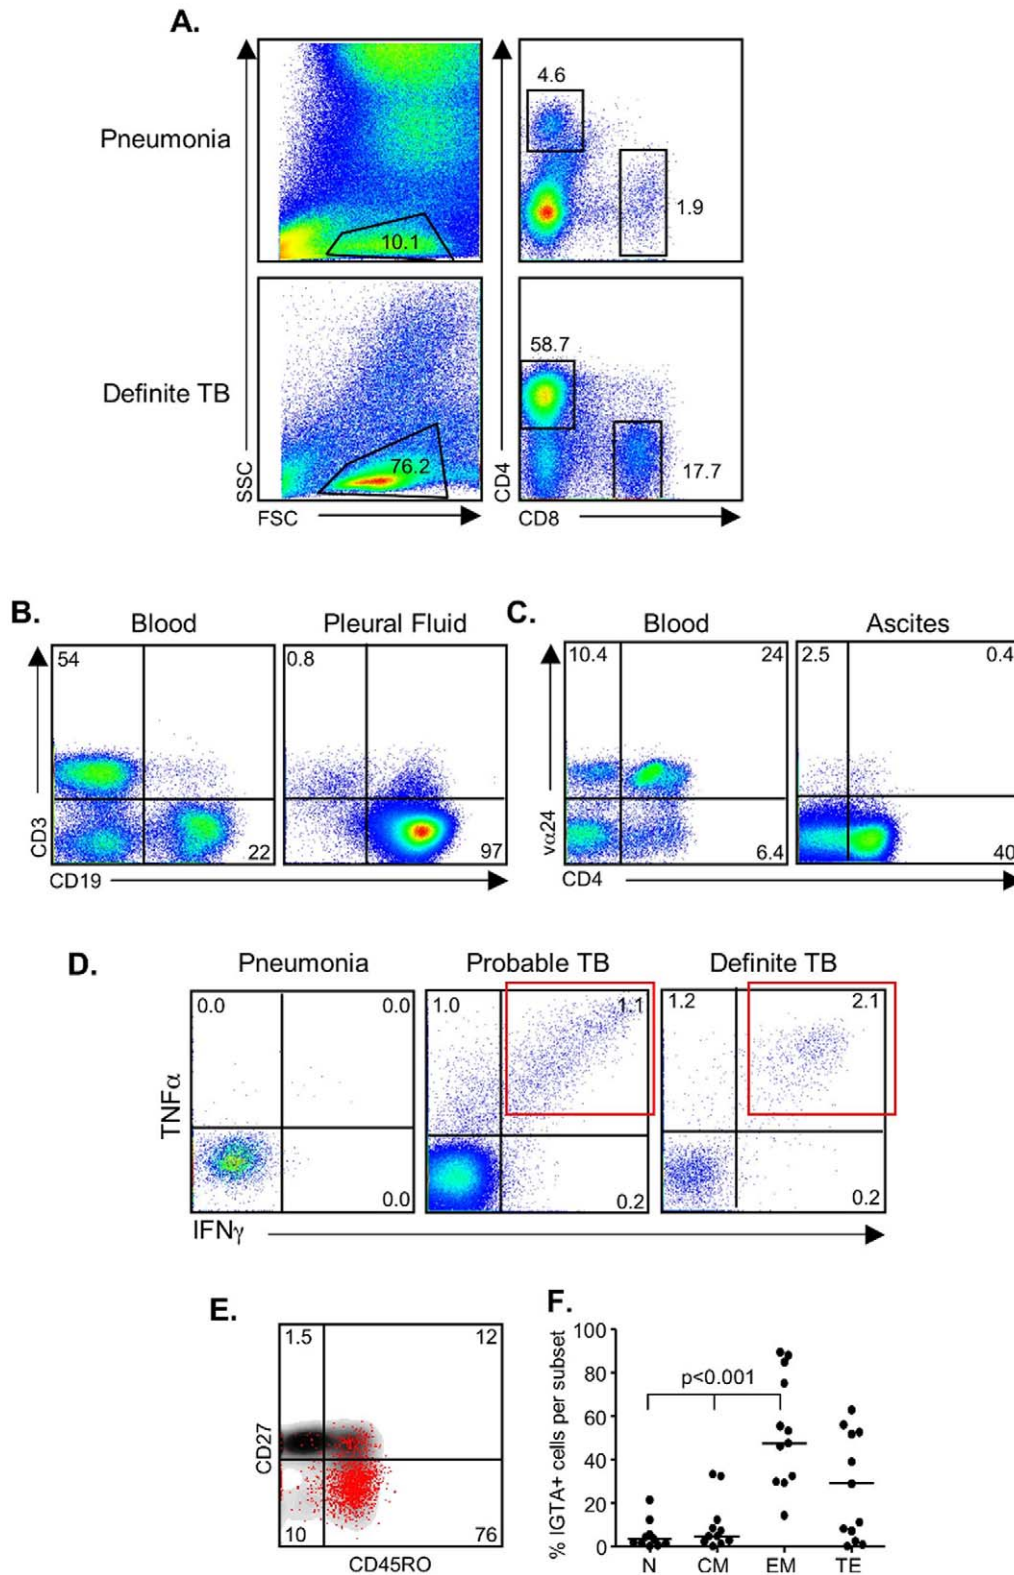 A.
Pneumonia
4.6
10.1
1.9
Definite TB
58.7
76.2
17.7
SSC
CD4
FSC
CD8
B.
Blood
Pleural Fluid
C.
Blood
Ascites
54
0.8
10.4
24
2.5
0.4
CD3
vα24
22
97
6.4
40
CD19
CD4
D.
Pneumonia
Probable TB
Definite TB
0.0
0.0
1.0
1.1
1.2
2.1
TNFα
0.0
0.2
0.2
IFNγ
E.
1.5
12
CD27
10
76
CD45RO
F.
% IGTA+ cells per subset
100
80
60
40
20
0
p<0.001
N
CM
EM
TE